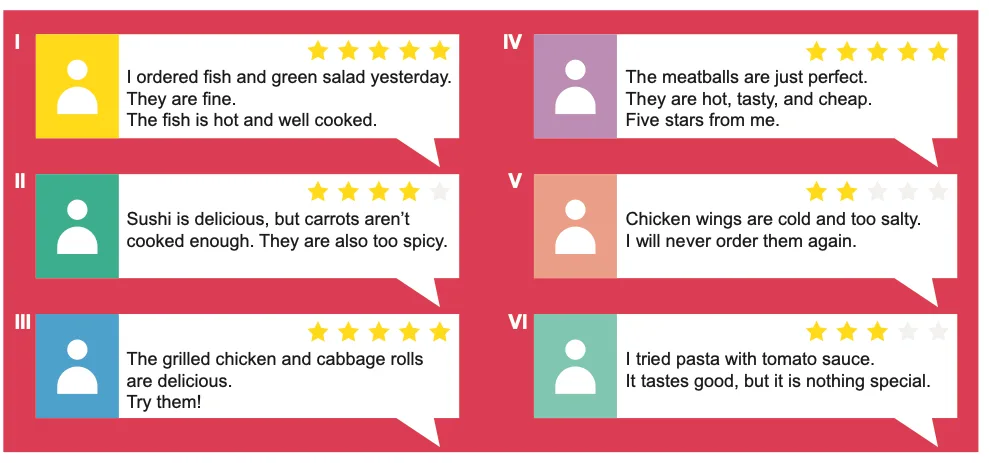 I
I ordered fish and green salad yesterday.
They are fine.
The fish is hot and well cooked.
II
Sushi is delicious, but carrots aren’t
cooked enough. They are also too spicy.
III
The grilled chicken and cabbage rolls
are delicious.
Try them!
IV
The meatballs are just perfect.
They are hot, tasty, and cheap.
Five stars from me.
V
Chicken wings are cold and too salty.
I will never order them again.
VI
I tried pasta with tomato sauce.
It tastes good, but it is nothing special.